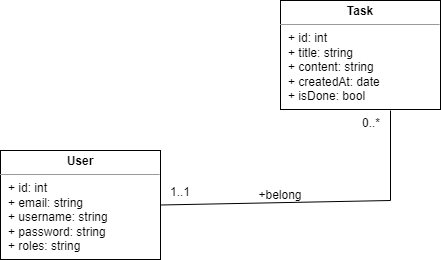 Task
+ id: int
+ title: string
+ content: string
+ createdAt: date
+ isDone: bool
0..*
User
+ id: int
+ email: string
+ username: string
+ password: string
+ roles: string
1..1
+belong